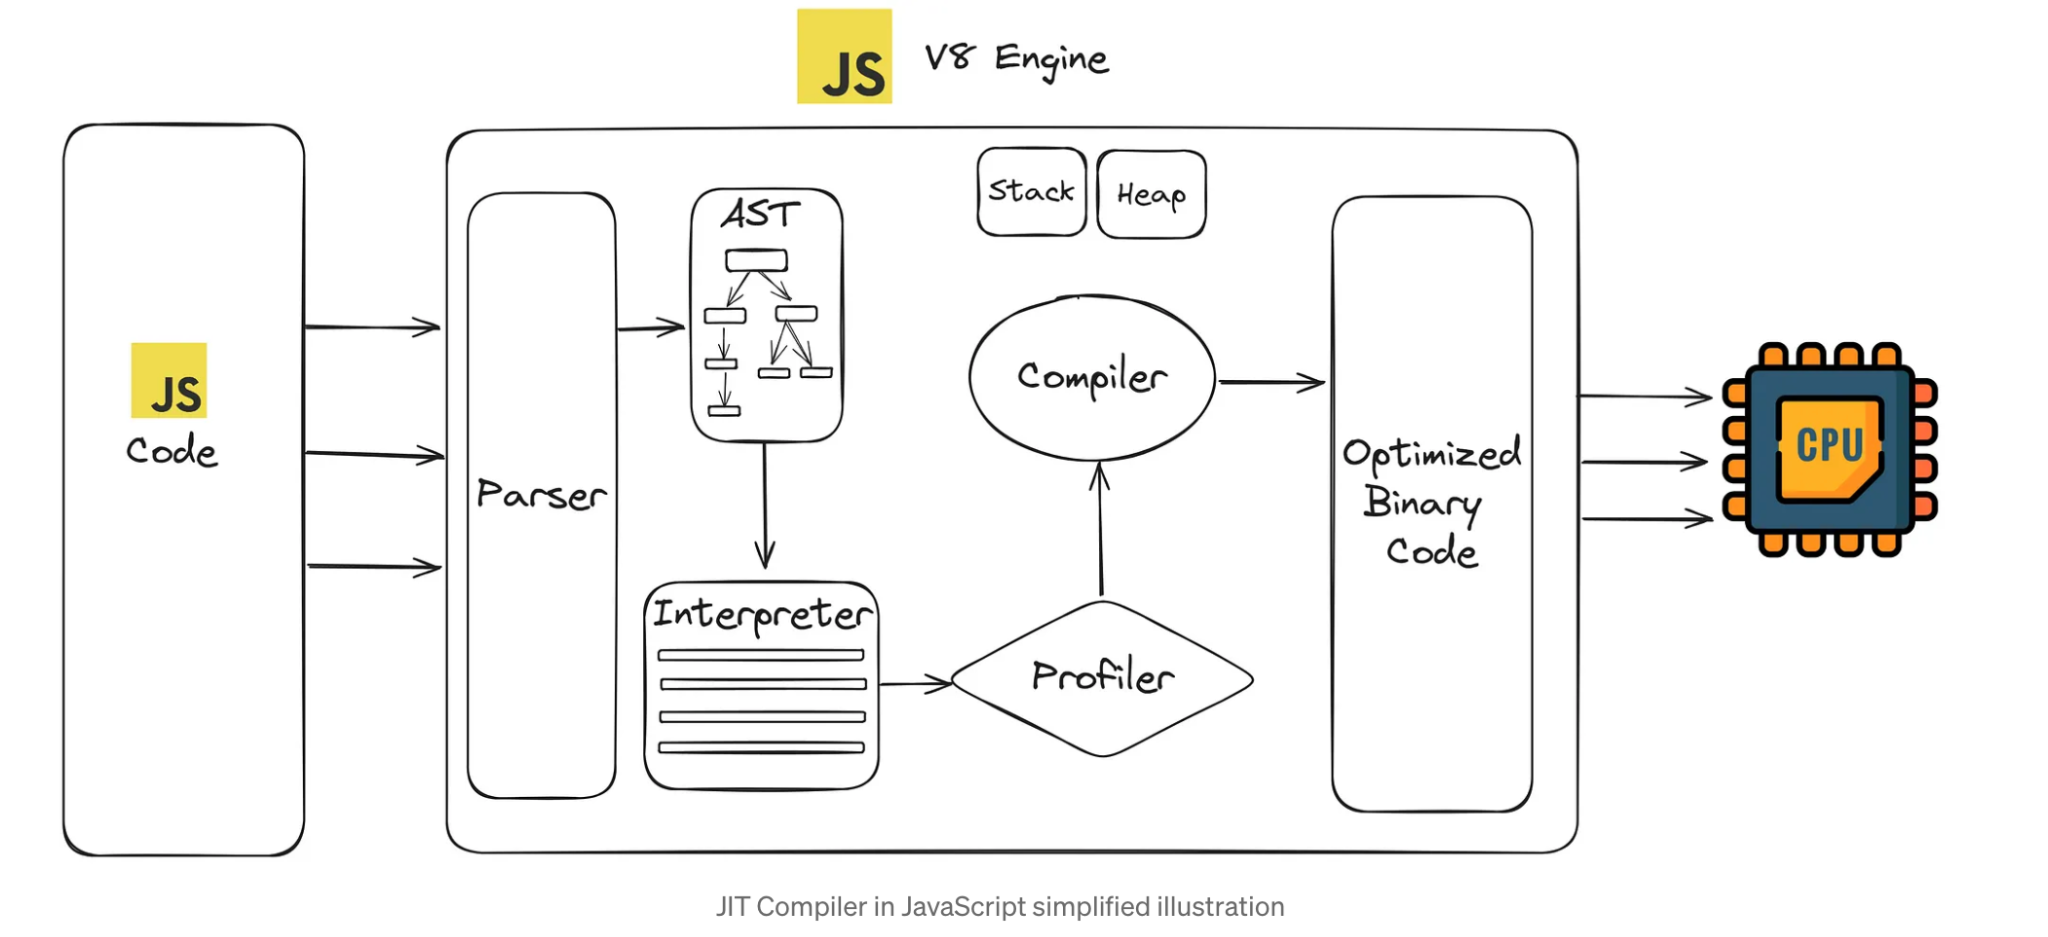 JS
V8 Engine
JS
Code
Parser
AST
Interpreter
Stack
Heap
Compiler
Profiler
Optimized
Binary
Code
CPU
JIT Compiler in JavaScript simplified illustration